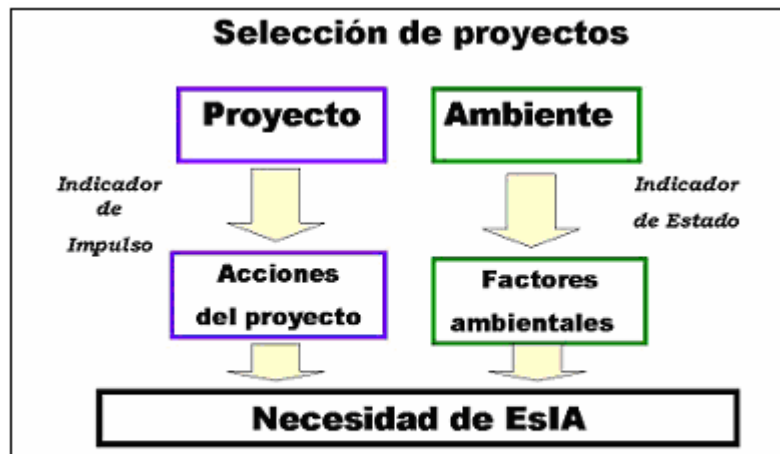 Selección de proyectos
Proyecto
Ambiente
Indicador
de
Impulso
Indicador
de Estado
Acciones
del proyecto
Factores
ambientales
Necesidad de EsIA